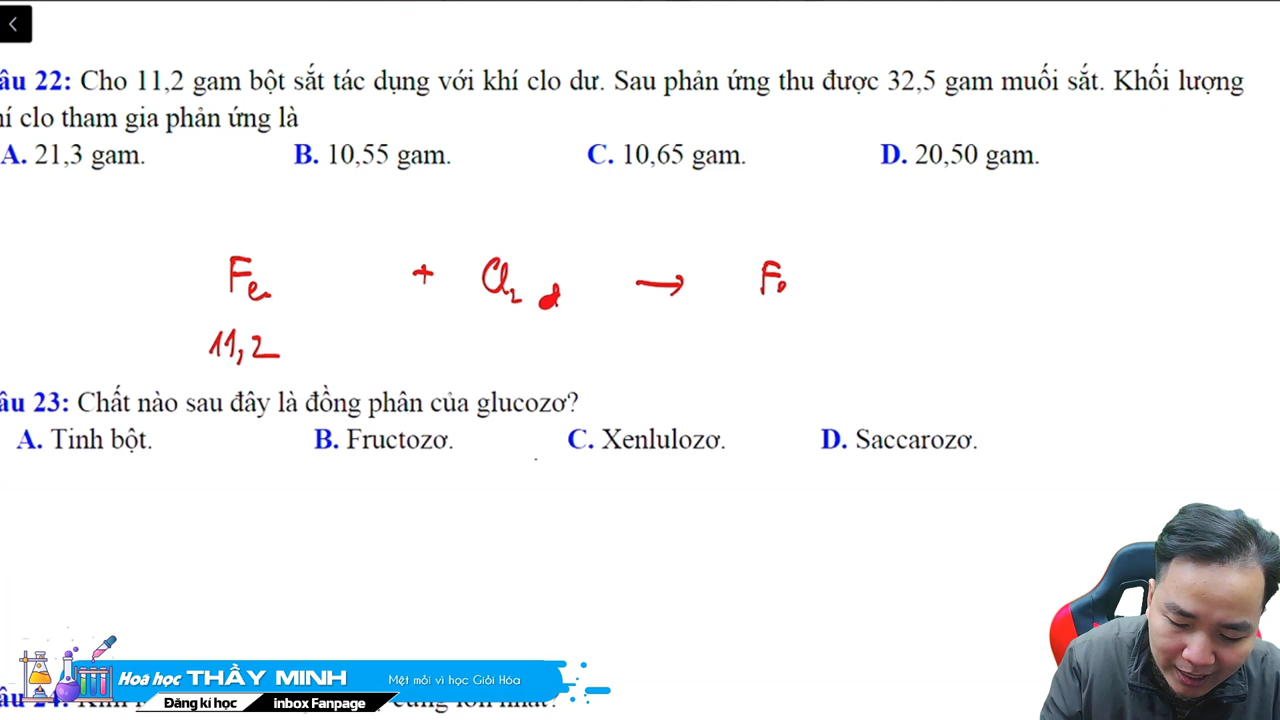 âu 22: Cho 11,2 gam bột sắt tác dụng với khí clo dư. Sau phản ứng thu được 32,5 gam muối sắt. Khối lượng
í clo tham gia phản ứng là
A. 21,3 gam. B. 10,55 gam. C. 10,65 gam. D. 20,50 gam.
Fe + Cl₂ → Fe
11,2
âu 23: Chất nào sau đây là đồng phân của glucozơ?
A. Tinh bột. B. Fructozơ. C. Xenlulozơ. D. Saccarozơ.
Hoá học THẦY MINH Mệt mỏi vì học Giỏi Hóa
Đăng kí học inbox Fanpage